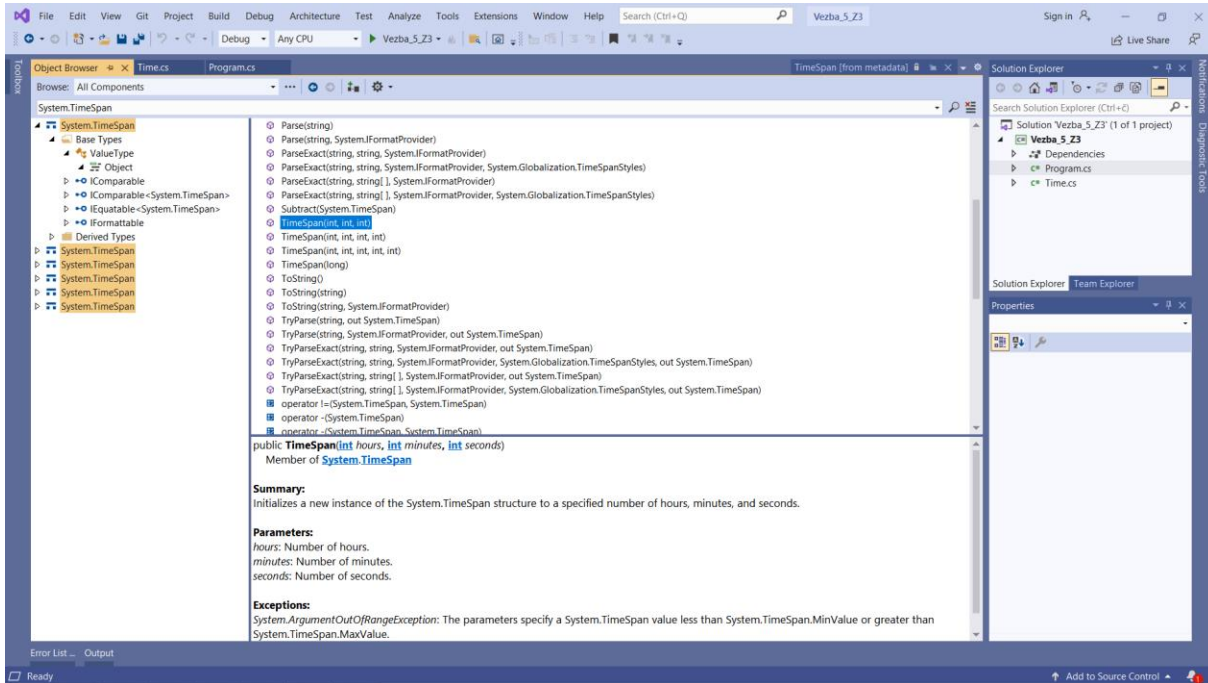 File Edit View Git Project Build Debug Architecture Test Analyze Tools Extensions Window Help Search (Ctrl+Q) Vezba_5_Z3 Sign in
Debug Any CPU Vezba_5_Z3 Live Share
Toolbox
Object Browser Time.cs Program.cs TimeSpan [from metadata]
Browse: All Components
System.TimeSpan
System.TimeSpan
Base Types
ValueType
Object
IComparable
IComparable<System.TimeSpan>
IEquatable<System.TimeSpan>
IFormattable
Derived Types
System.TimeSpan
System.TimeSpan
System.TimeSpan
System.TimeSpan
System.TimeSpan
Parse(string)
Parse(string, System.IFormatProvider)
ParseExact(string, string, System.IFormatProvider)
ParseExact(string, string, System.IFormatProvider, System.Globalization.TimeSpanStyles)
ParseExact(string, string[ ], System.IFormatProvider)
ParseExact(string, string[ ], System.IFormatProvider, System.Globalization.TimeSpanStyles)
Subtract(System.TimeSpan)
TimeSpan(int, int, int)
TimeSpan(int, int, int, int)
TimeSpan(int, int, int, int, int)
TimeSpan(long)
ToString()
ToString(string)
ToString(string, System.IFormatProvider)
TryParse(string, out System.TimeSpan)
TryParse(string, System.IFormatProvider, out System.TimeSpan)
TryParseExact(string, string, System.IFormatProvider, out System.TimeSpan)
TryParseExact(string, string, System.IFormatProvider, System.Globalization.TimeSpanStyles, out System.TimeSpan)
TryParseExact(string, string[ ], System.IFormatProvider, out System.TimeSpan)
TryParseExact(string, string[ ], System.IFormatProvider, System.Globalization.TimeSpanStyles, out System.TimeSpan)
operator !=(System.TimeSpan, System.TimeSpan)
operator -(System.TimeSpan)
operator -(System.TimeSpan, System.TimeSpan)
public TimeSpan(int hours, int minutes, int seconds)
Member of System.TimeSpan
Summary:
Initializes a new instance of the System.TimeSpan structure to a specified number of hours, minutes, and seconds.
Parameters:
hours: Number of hours.
minutes: Number of minutes.
seconds: Number of seconds.
Exceptions:
System.ArgumentOutOfRangeException: The parameters specify a System.TimeSpan value less than System.TimeSpan.MinValue or greater than
System.TimeSpan.MaxValue.
Solution Explorer
Search Solution Explorer (Ctrl+č)
Solution 'Vezba_5_Z3' (1 of 1 project)
Vezba_5_Z3
Dependencies
C# Program.cs
C# Time.cs
Solution Explorer Team Explorer
Properties
Notifications
Diagnostic Tools
Error List ... Output
Ready Add to Source Control 1